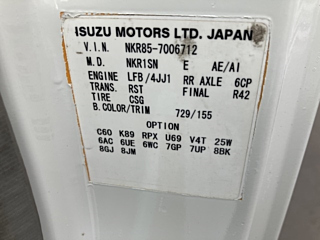 ISUZU MOTORS LTD. JAPAN
V.I.N. NKR85-7006712
M.D. NKR1SN E AE/AI
ENGINE LFB/4JJ1 RR AXLE 6CP
TRANS. RST FINAL R42
TIRE CSG
B.COLOR/TRIM 729/155
OPTION
C60 K89 RPX U69 V4T 25W
6AC 6UE 6WC 7GP 7UP 8BK
8GJ 8JM